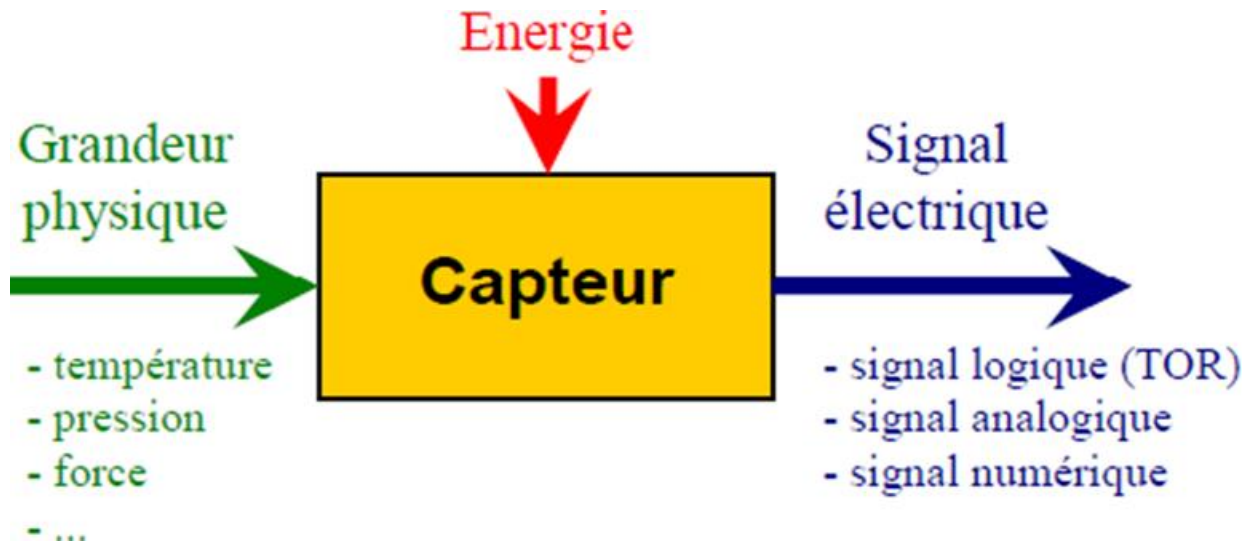 Energie
Grandeur
physique
Signal
électrique
Capteur
- température
- pression
- force
- ...
- signal logique (TOR)
- signal analogique
- signal numérique